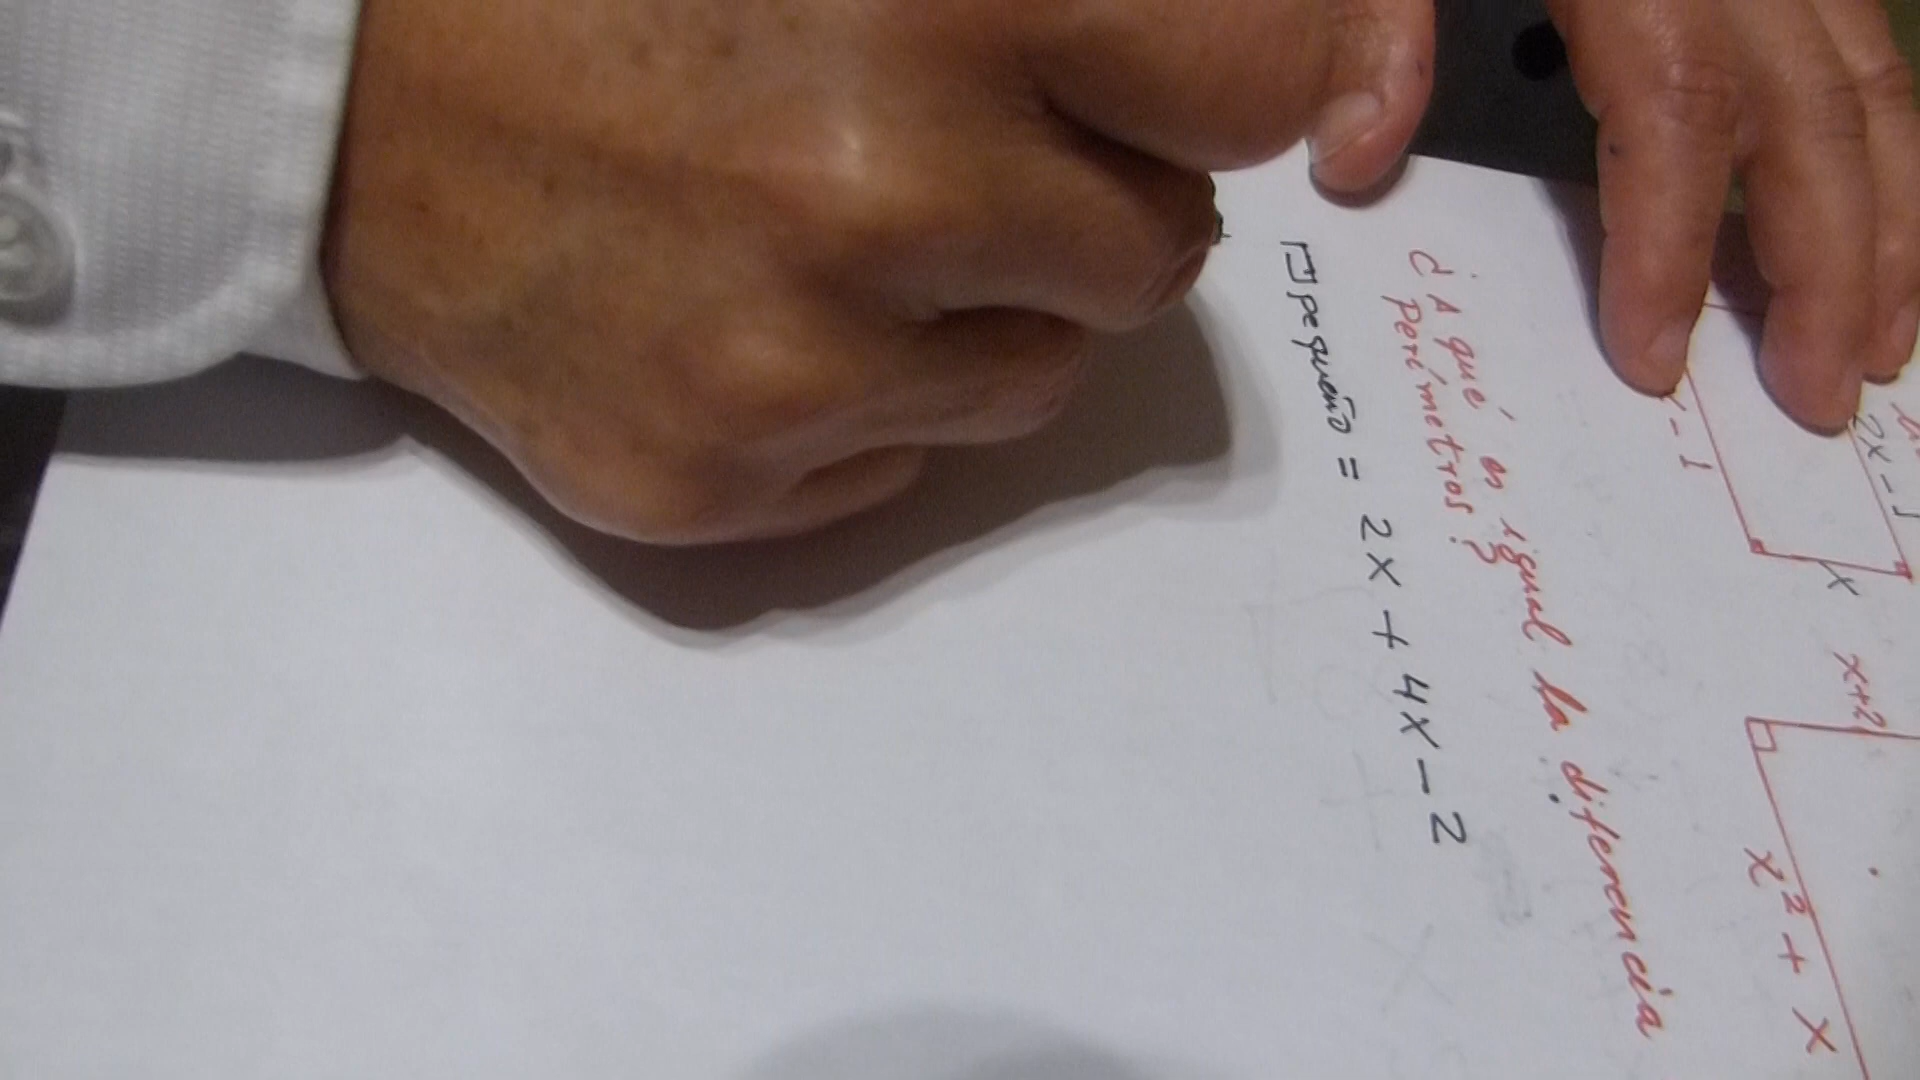 2x-1
x
x+2
- 1
x² + x
¿A qué es igual la diferencia
Perímetros?
□ pequeño = 2x + 4x - 2